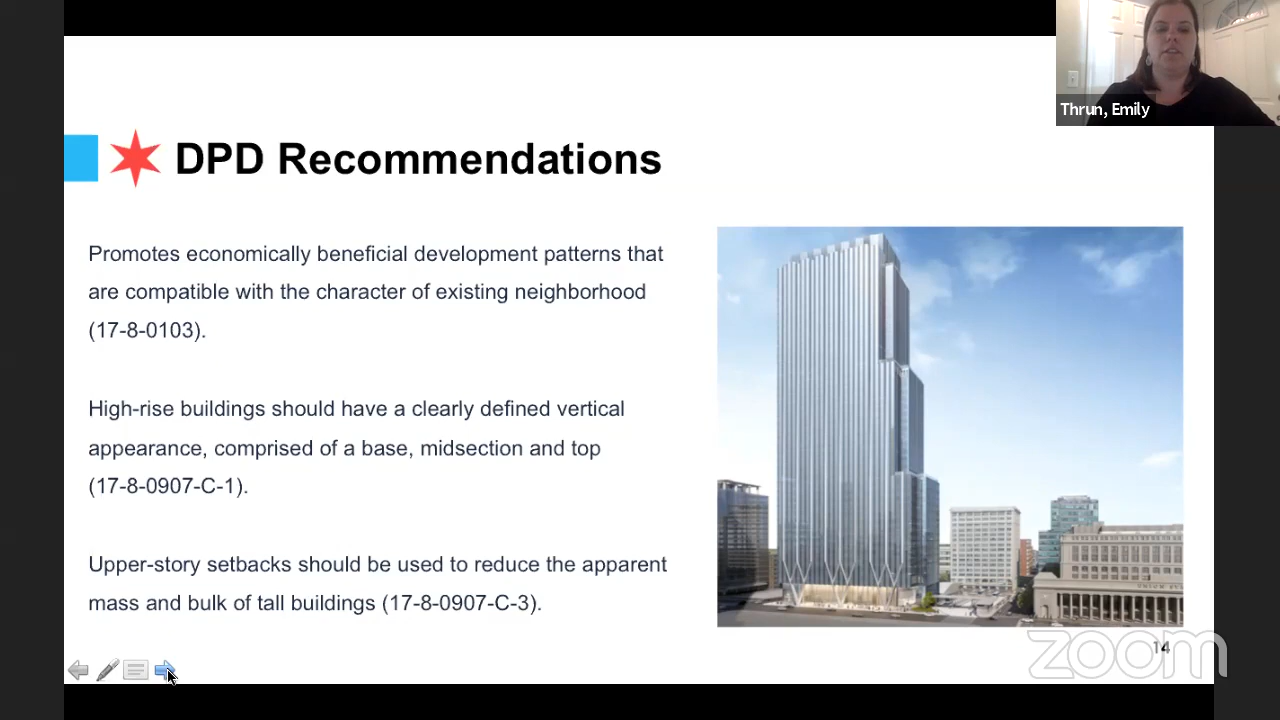 Thrun, Emily
DPD Recommendations
Promotes economically beneficial development patterns that
are compatible with the character of existing neighborhood
(17-8-0103).
High-rise buildings should have a clearly defined vertical
appearance, comprised of a base, midsection and top
(17-8-0907-C-1).
Upper-story setbacks should be used to reduce the apparent
mass and bulk of tall buildings (17-8-0907-C-3).
14
zoom